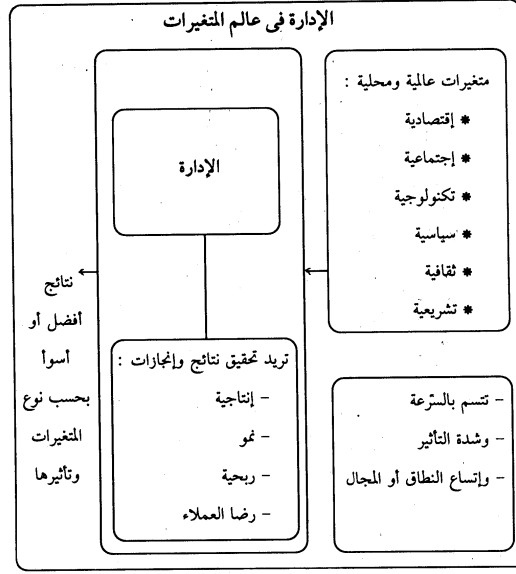 الإدارة فى عالم المتغيرات
متغيرات عالمية ومحلية :
* إقتصادية
* إجتماعية
* تكنولوجية
* سياسية
* ثقافية
* تشريعية
– تتسم بالسرعة
– وشدة التأثير
– وإتساع النطاق أو المجال
الإدارة
تريد تحقيق نتائج وإنجازات :
– إنتاجية
– نمو
– ربحية
– رضا العملاء
نتائج
أفضل أو
أسوأ
بحسب نوع
المتغيرات
وتأثيرها